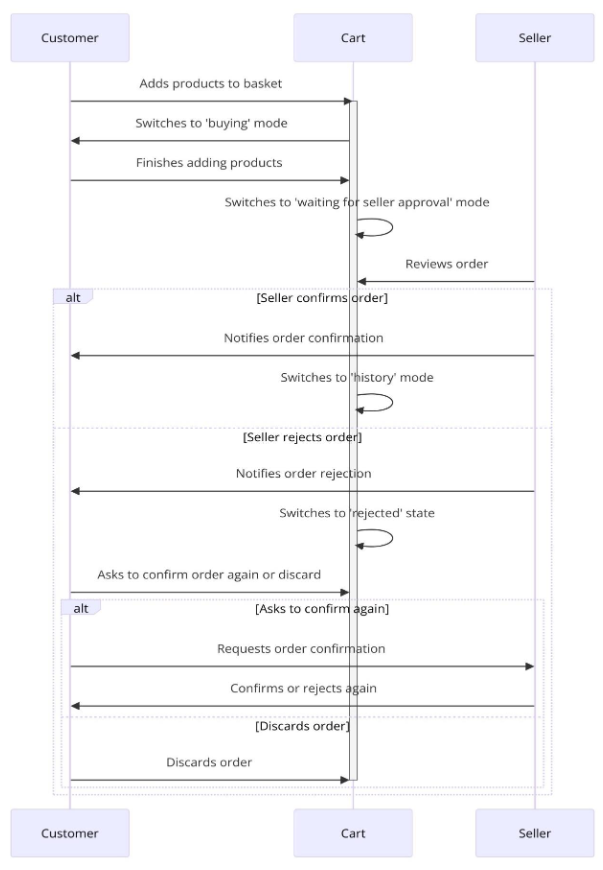 Customer
Cart
Seller
Adds products to basket
Switches to 'buying' mode
Finishes adding products
Switches to 'waiting for seller approval' mode
Reviews order
alt
[Seller confirms order]
Notifies order confirmation
Switches to 'history' mode
[Seller rejects order]
Notifies order rejection
Switches to 'rejected' state
Asks to confirm order again or discard
alt
[Asks to confirm again]
Requests order confirmation
Confirms or rejects again
[Discards order]
Discards order
Customer
Cart
Seller